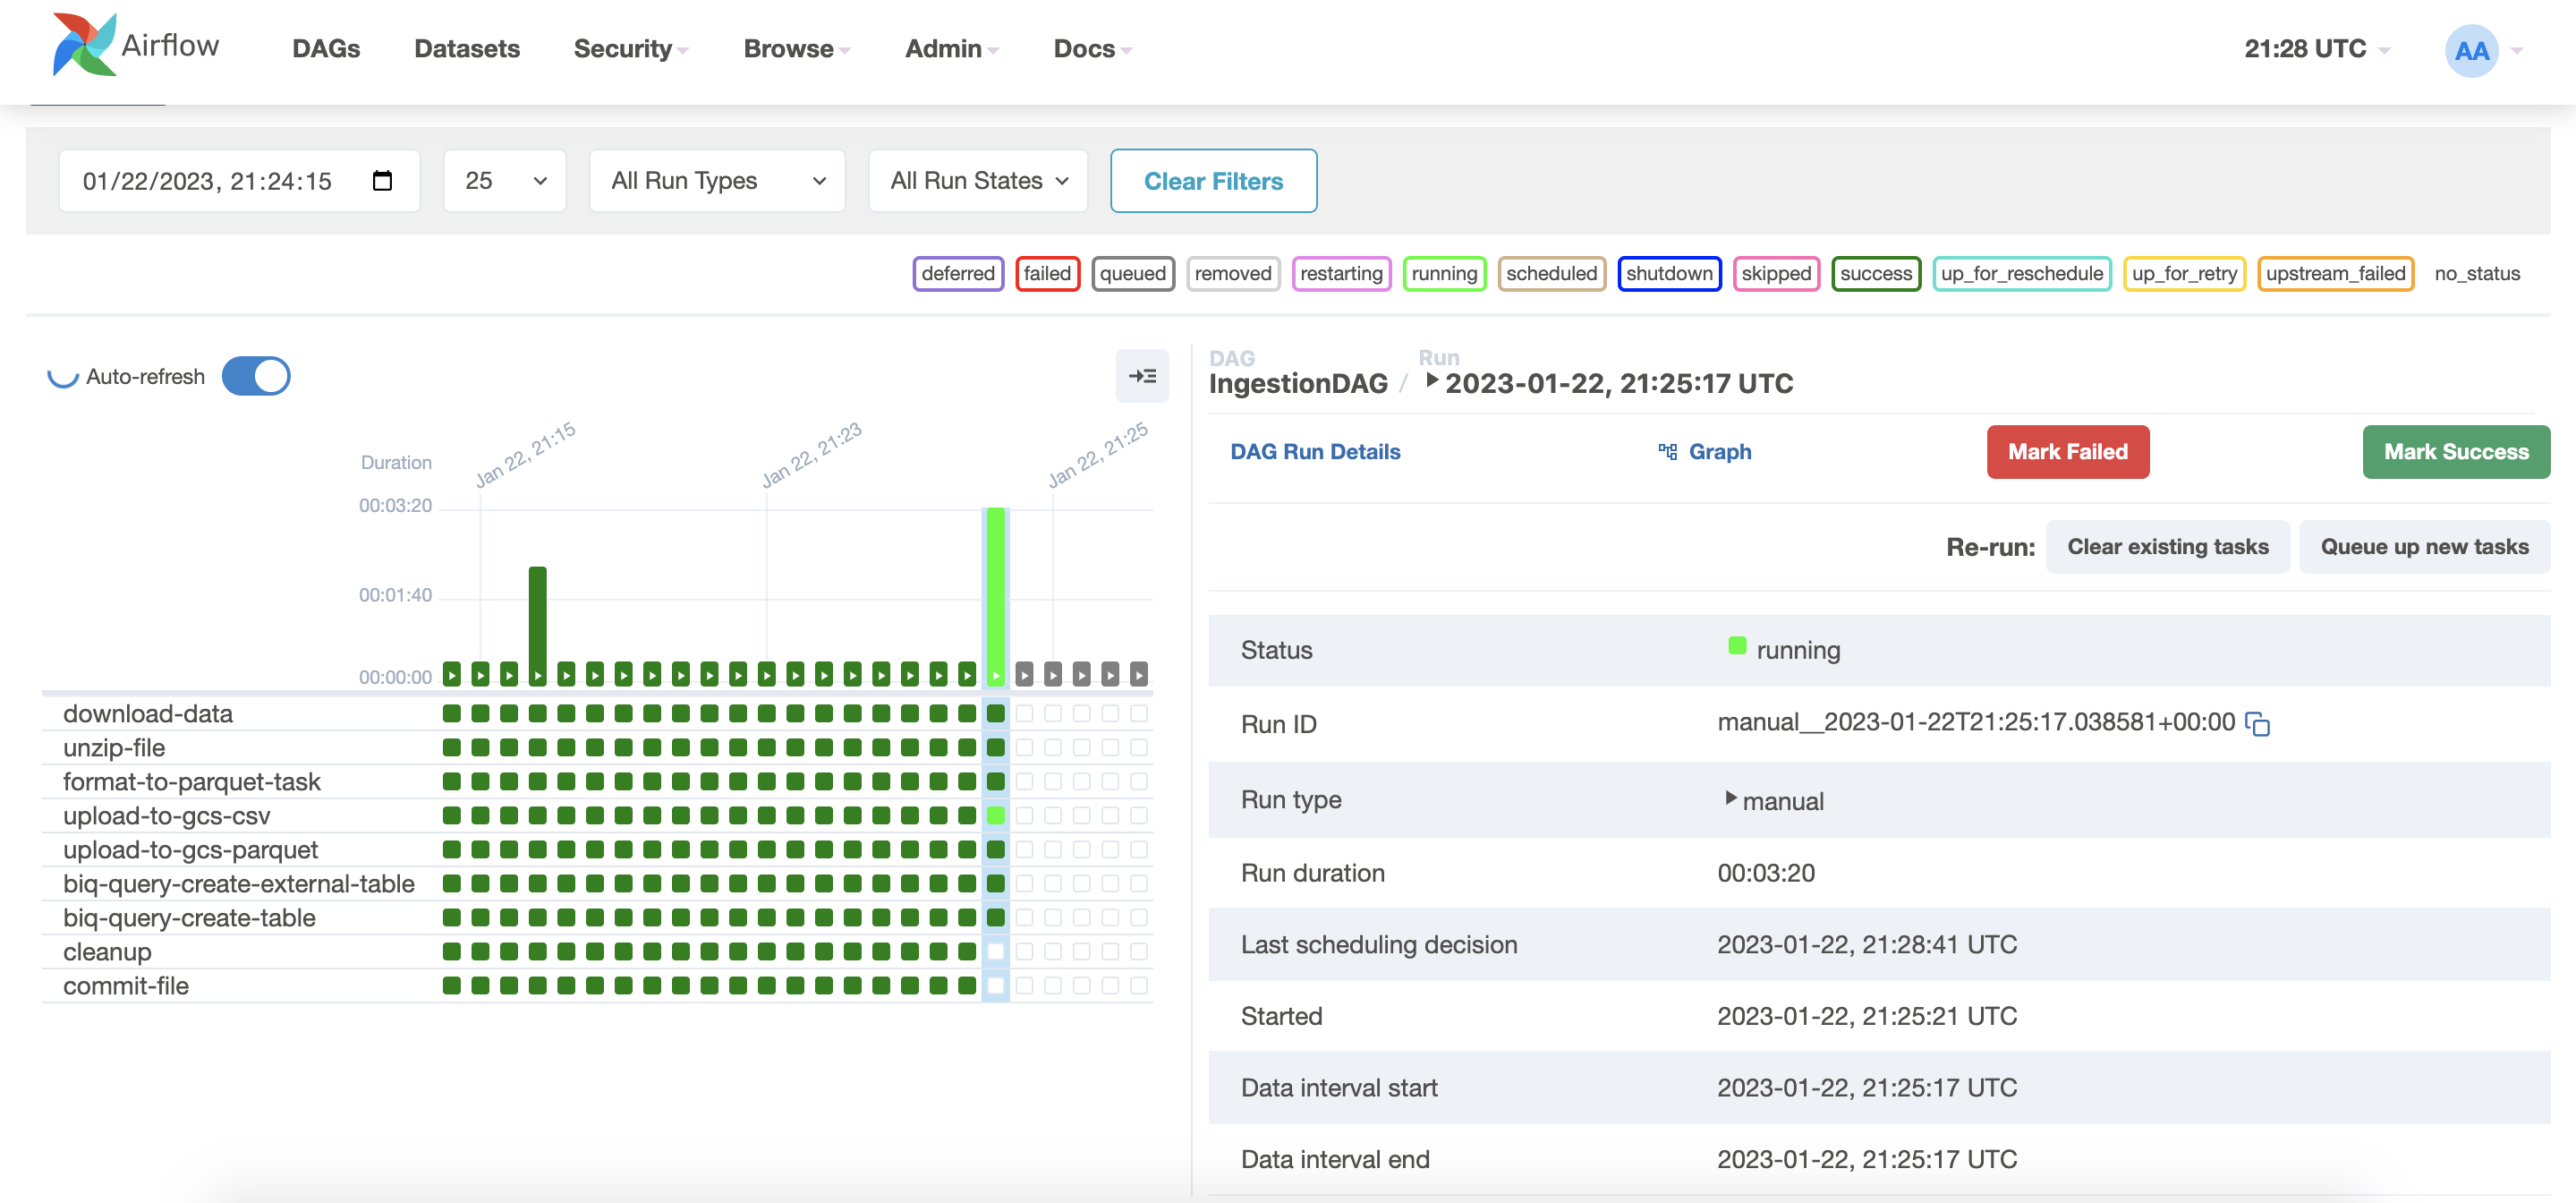 Airflow DAGs Datasets Security Browse Admin Docs 21:28 UTC AA
01/22/2023, 21:24:15 25 All Run Types All Run States Clear Filters
deferred failed queued removed restarting running scheduled shutdown skipped success up_for_reschedule up_for_retry upstream_failed no_status
Auto-refresh
Duration
Jan 22, 21:15
Jan 22, 21:23
Jan 22, 21:25
00:03:20
00:01:40
00:00:00
download-data
unzip-file
format-to-parquet-task
upload-to-gcs-csv
upload-to-gcs-parquet
biq-query-create-external-table
biq-query-create-table
cleanup
commit-file
DAG Run
IngestionDAG / 2023-01-22, 21:25:17 UTC
DAG Run Details Graph Mark Failed Mark Success
Re-run: Clear existing tasks Queue up new tasks
Status running
Run ID manual__2023-01-22T21:25:17.038581+00:00
Run type manual
Run duration 00:03:20
Last scheduling decision 2023-01-22, 21:28:41 UTC
Started 2023-01-22, 21:25:21 UTC
Data interval start 2023-01-22, 21:25:17 UTC
Data interval end 2023-01-22, 21:25:17 UTC